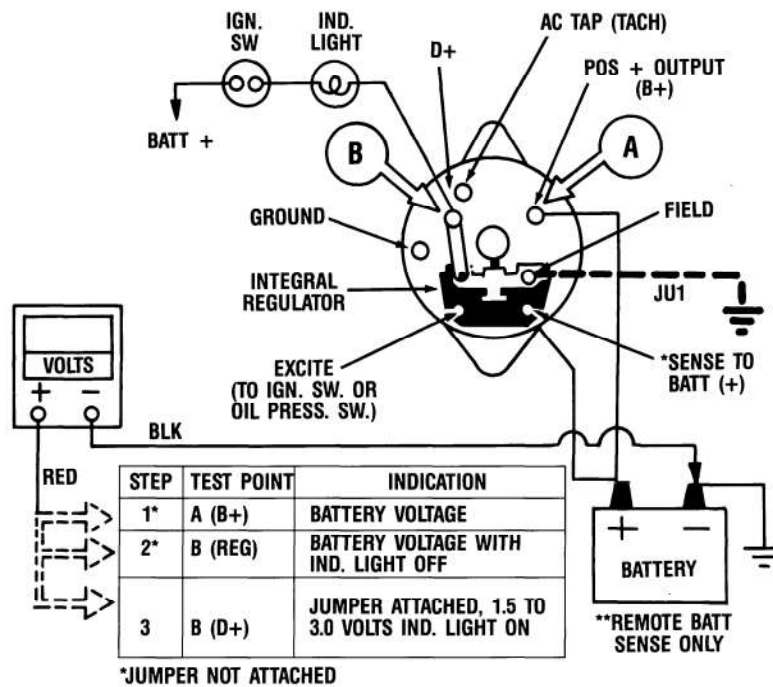 IGN.
SW
IND.
LIGHT
AC TAP (TACH)
D+
POS + OUTPUT
(B+)
BATT +
B
A
GROUND
FIELD
INTEGRAL
REGULATOR
JU1
VOLTS
+ −
EXCITE
(TO IGN. SW. OR
OIL PRESS. SW.)
*SENSE TO
BATT (+)
BLK
RED
STEP TEST POINT INDICATION
1* A (B+) BATTERY VOLTAGE
2* B (REG) BATTERY VOLTAGE WITH
IND. LIGHT OFF
3 B (D+) JUMPER ATTACHED, 1.5 TO
3.0 VOLTS IND. LIGHT ON
*JUMPER NOT ATTACHED
+ −
BATTERY
**REMOTE BATT
SENSE ONLY